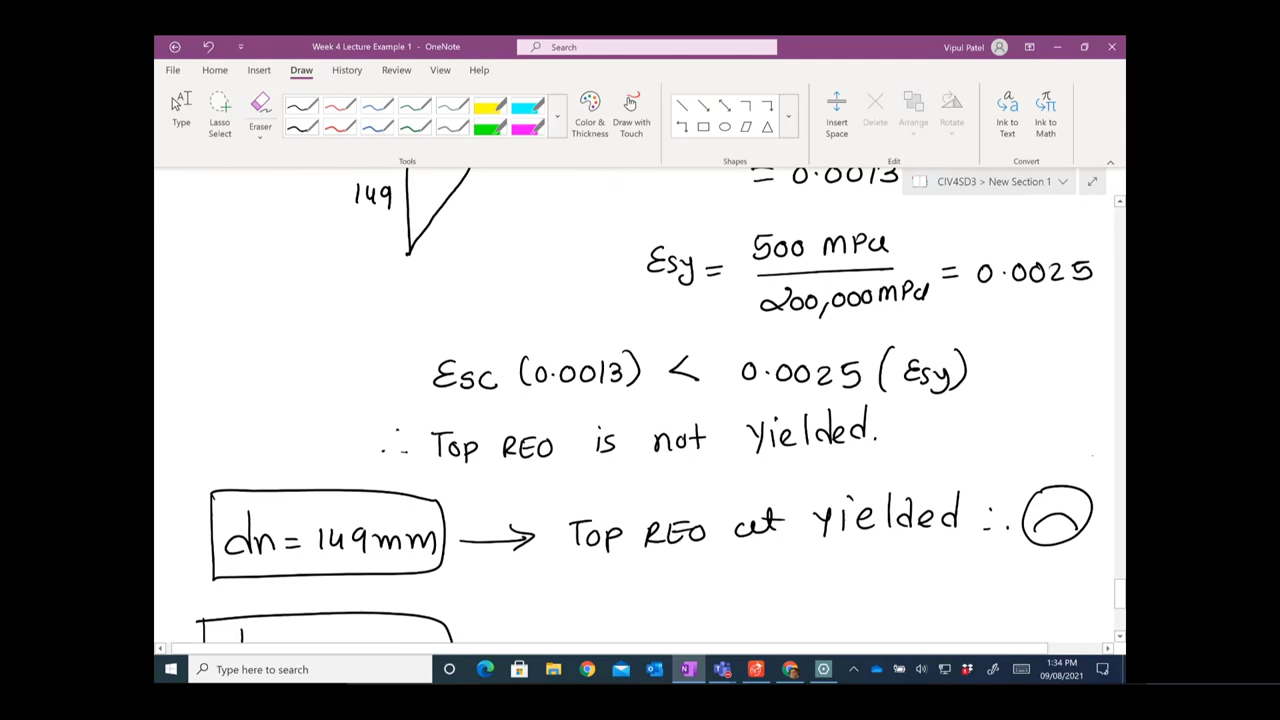 Week 4 Lecture Example 1 - OneNote
Search
Vipul Patel
File Home Insert Draw History Review View Help
Type
Lasso Select
Eraser
Color & Thickness
Draw with Touch
Insert Space
Delete
Arrange
Rotate
Ink to Text
Ink to Math
Tools
Shapes
Edit
Convert
CIV4SD3 > New Section 1
= 0.0013
149
Esy = 500 MPa / 200,000 MPa = 0.0025
Esc (0.0013) < 0.0025 (Esy)
∴ Top REO is not yielded.
dn = 149mm → Top REO at yielded ∴
Type here to search
1:34 PM
09/08/2021